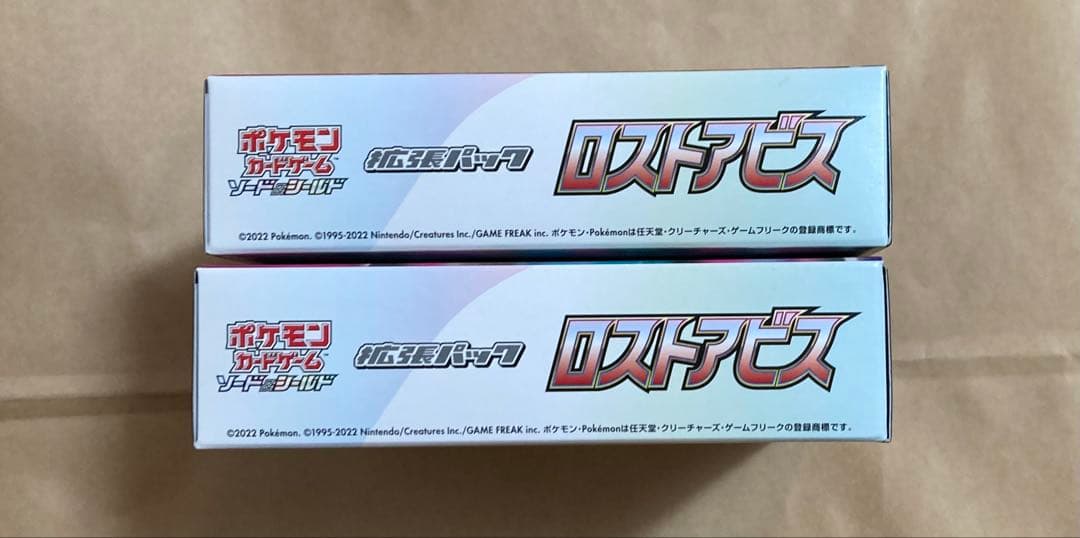 ポケモン
カードゲーム™
ソード&シールド
拡張パック
ロストアビス
©2022 Pokémon. ©1995-2022 Nintendo/Creatures Inc./GAME FREAK inc. ポケモン・Pokémonは任天堂・クリーチャーズ・ゲームフリークの登録商標です。
ポケモン
カードゲーム™
ソード&シールド
拡張パック
ロストアビス
©2022 Pokémon. ©1995-2022 Nintendo/Creatures Inc./GAME FREAK inc. ポケモン・Pokémonは任天堂・クリーチャーズ・ゲームフリークの登録商標です。